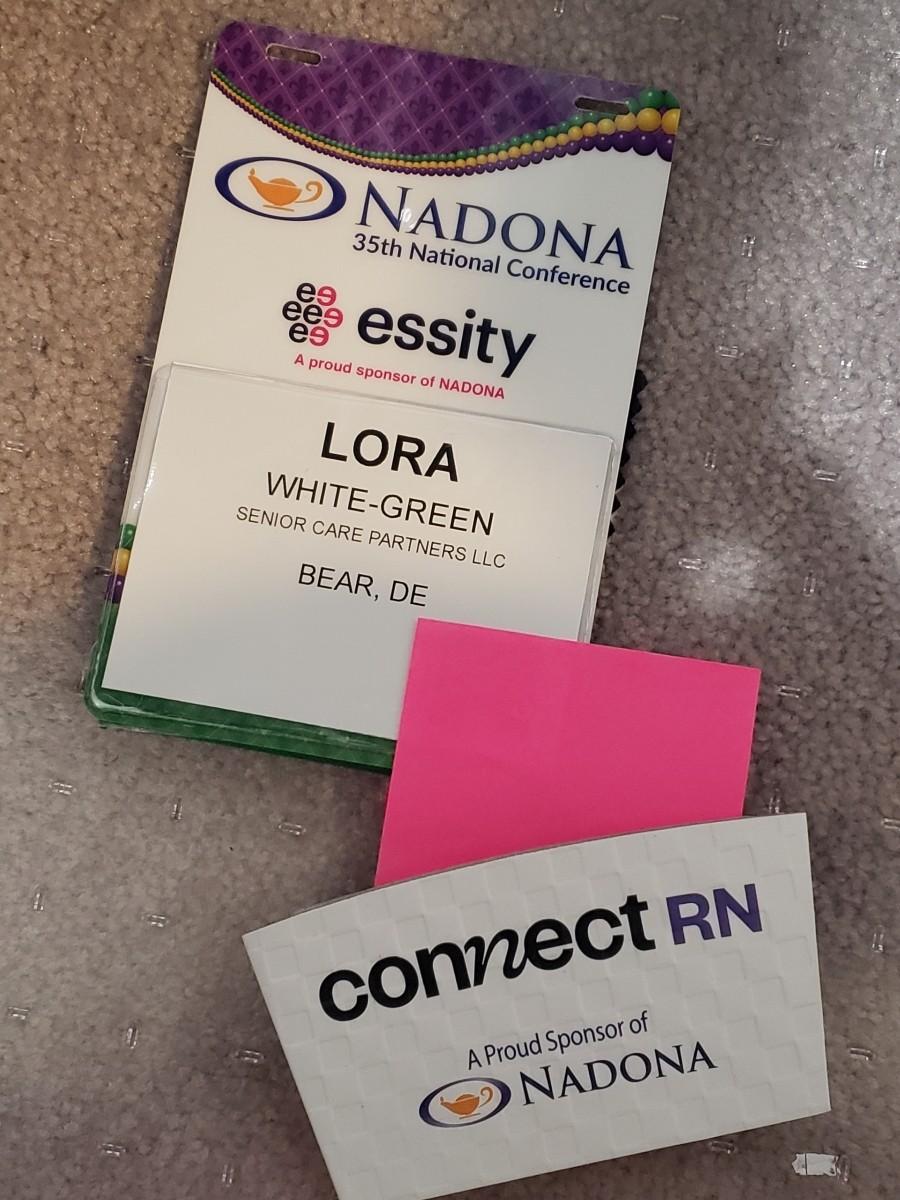 NADONA
35th National Conference
essity
A proud sponsor of NADONA
LORA
WHITE-GREEN
SENIOR CARE PARTNERS LLC
BEAR, DE
connect RN
A Proud Sponsor of
NADONA